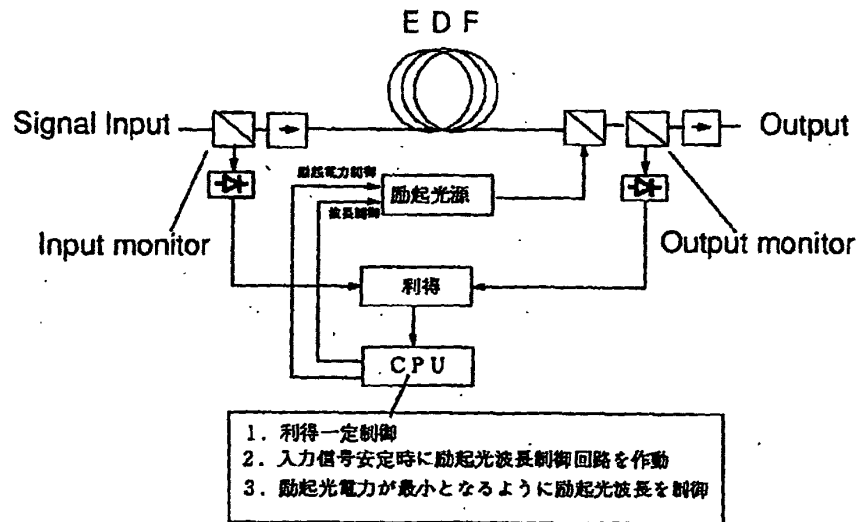 EDF
Signal Input
Output
励起電力制御
励起光源
波長制御
Input monitor
Output monitor
利得
CPU
1. 利得一定制御
2. 入力信号安定時に励起光波長制御回路を作動
3. 励起光電力が最小となるように励起光波長を制御